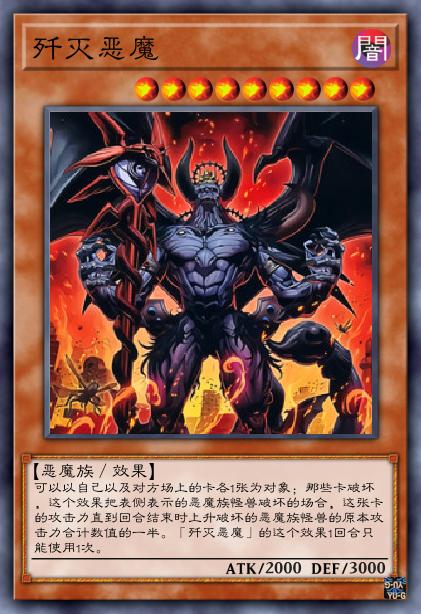 歼灭恶魔
闇
【恶魔族／效果】
可以以自己以及对方场上的卡各1张为对象；那些卡破坏
。这个效果把表侧表示的恶魔族怪兽破坏的场合，这张卡
的攻击力直到回合结束时上升破坏的恶魔族怪兽的原本攻
击力合计数值的一半。「歼灭恶魔」的这个效果1回合只
能使用1次。
ATK/2000 DEF/3000